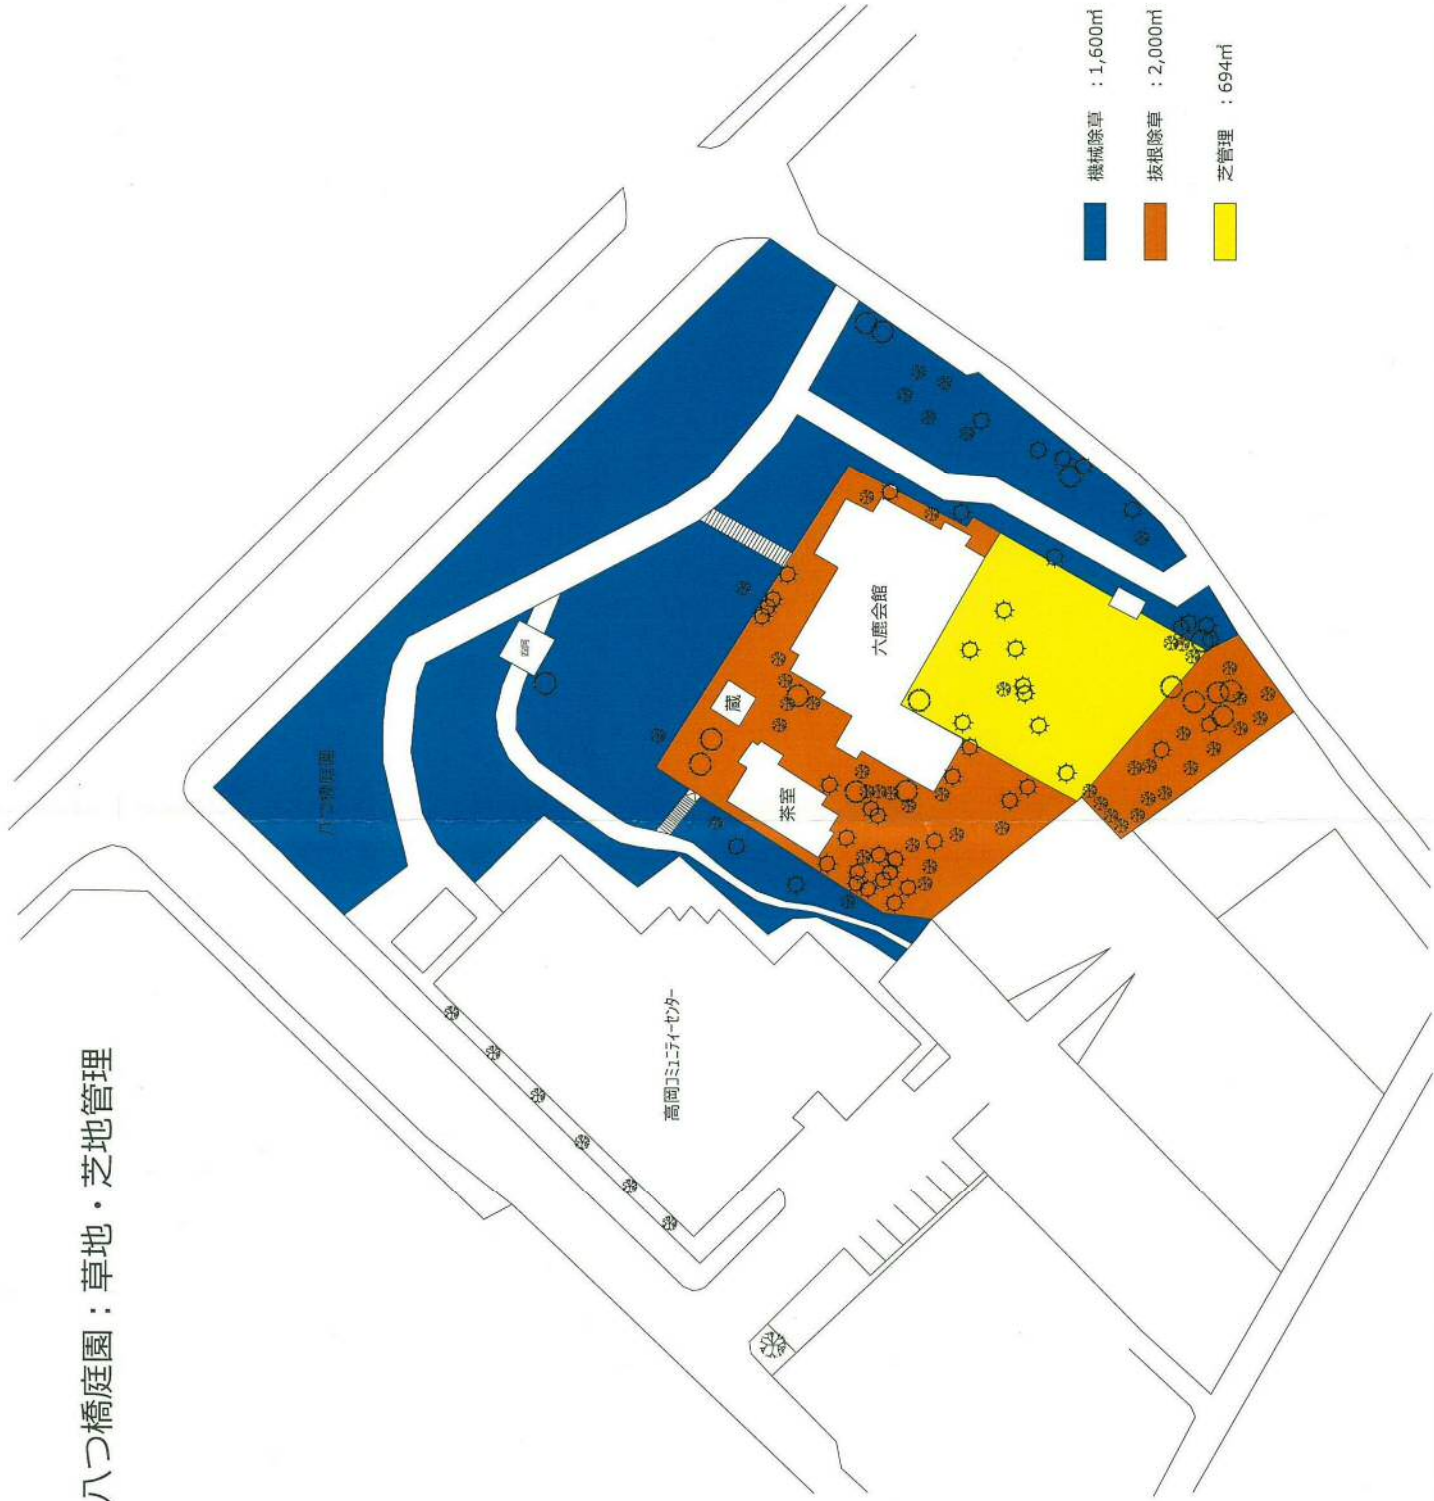 八つ橋庭園：草地・芝地管理
機械除草　：1,600㎡
抜根除草　：2,000㎡
芝管理　：694㎡
八つ橋庭園
四阿
蔵
茶室
六鹿会館
高岡コミュニティーセンター